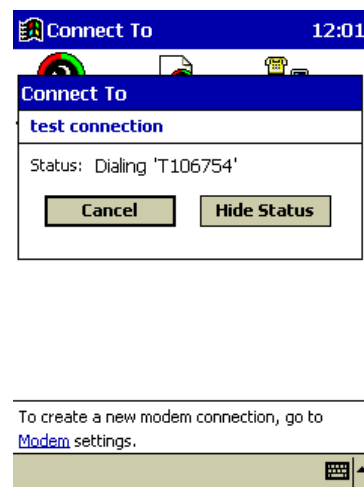 Connect To
12:01
Connect To
test connection
Status: Dialing 'T106754'
Cancel
Hide Status
To create a new modem connection, go to
Modem settings.